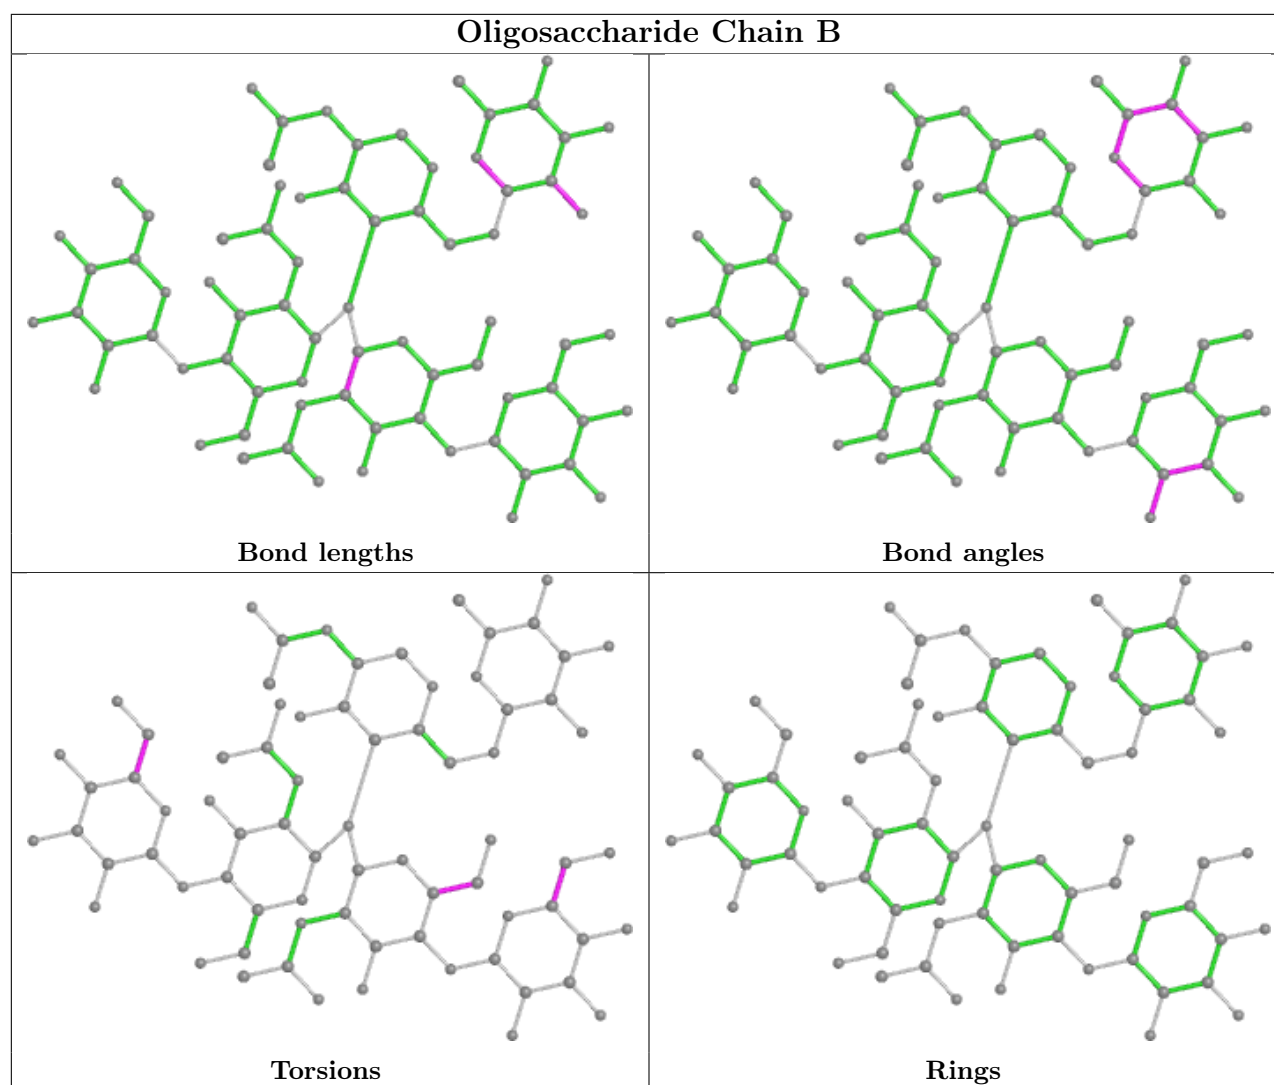 Oligosaccharide Chain B
Bond lengths
Bond angles
Torsions
Rings